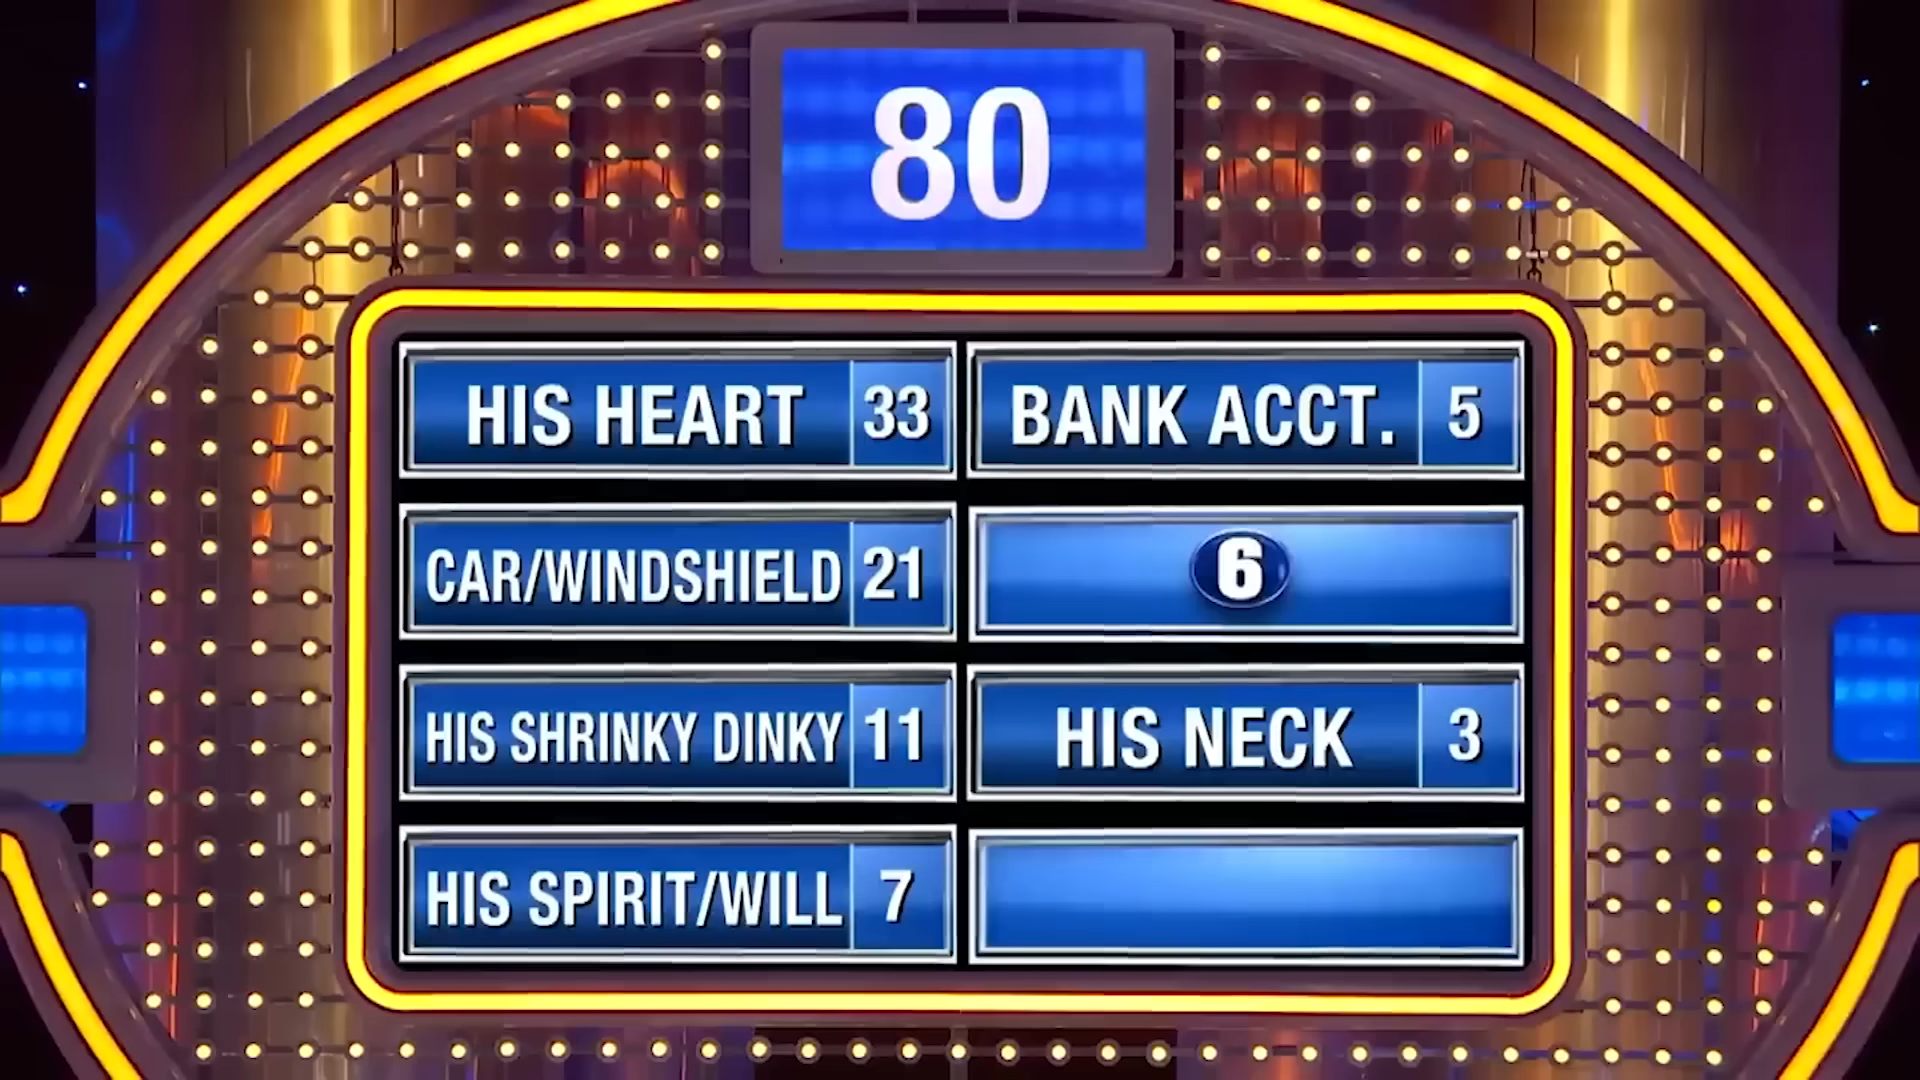 80
HIS HEART 33
CAR/WINDSHIELD 21
HIS SHRINKY DINKY 11
HIS SPIRIT/WILL 7
BANK ACCT. 5
6
HIS NECK 3